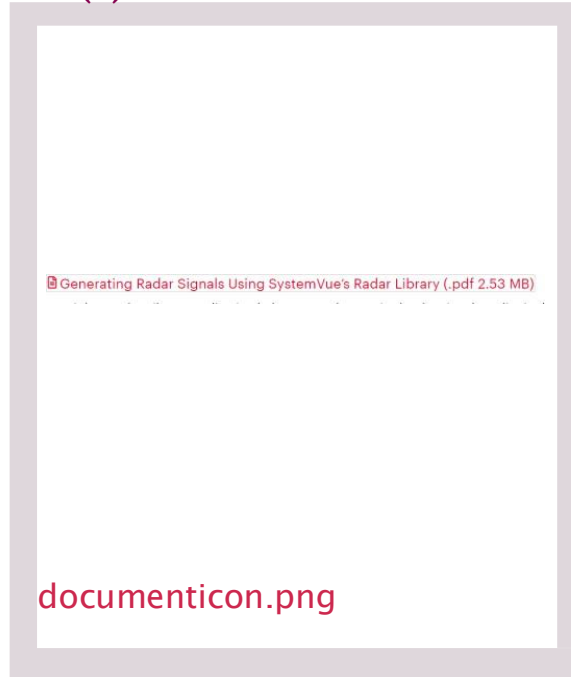 Generating Radar Signals Using SystemVue's Radar Library (.pdf 2.53 MB)
documenticon.png